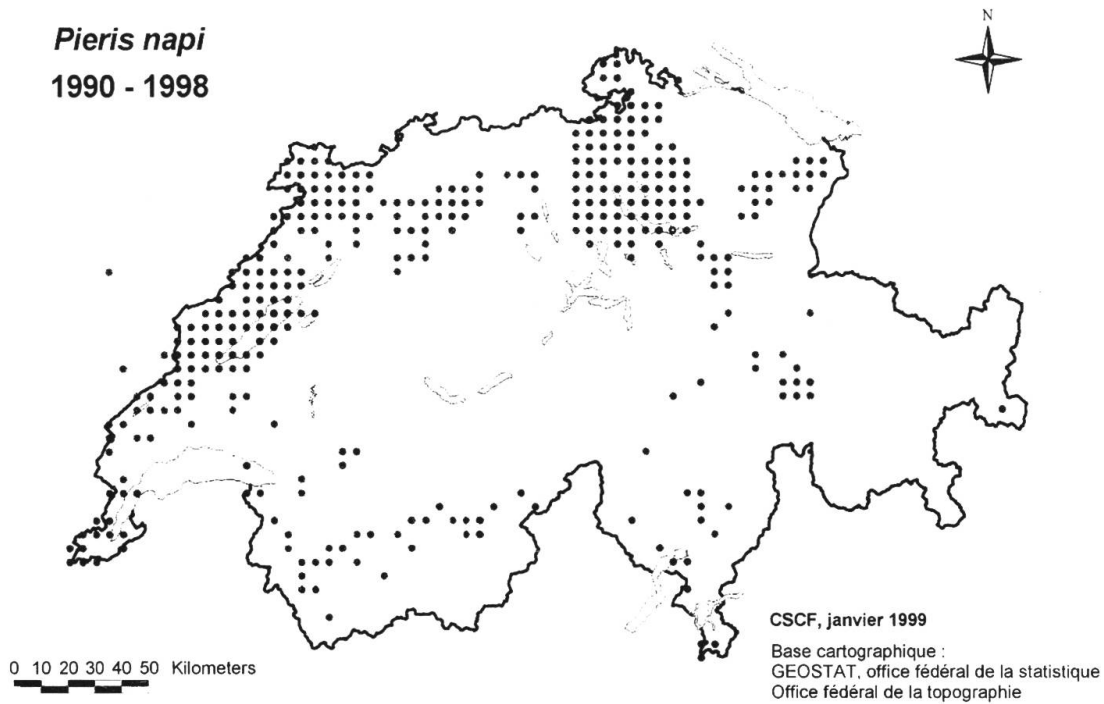 Pieris napi
1990 - 1998
N
CSCF, janvier 1999
Base cartographique :
GEOSTAT, office fédéral de la statistique
Office fédéral de la topographie
0 10 20 30 40 50 Kilometers